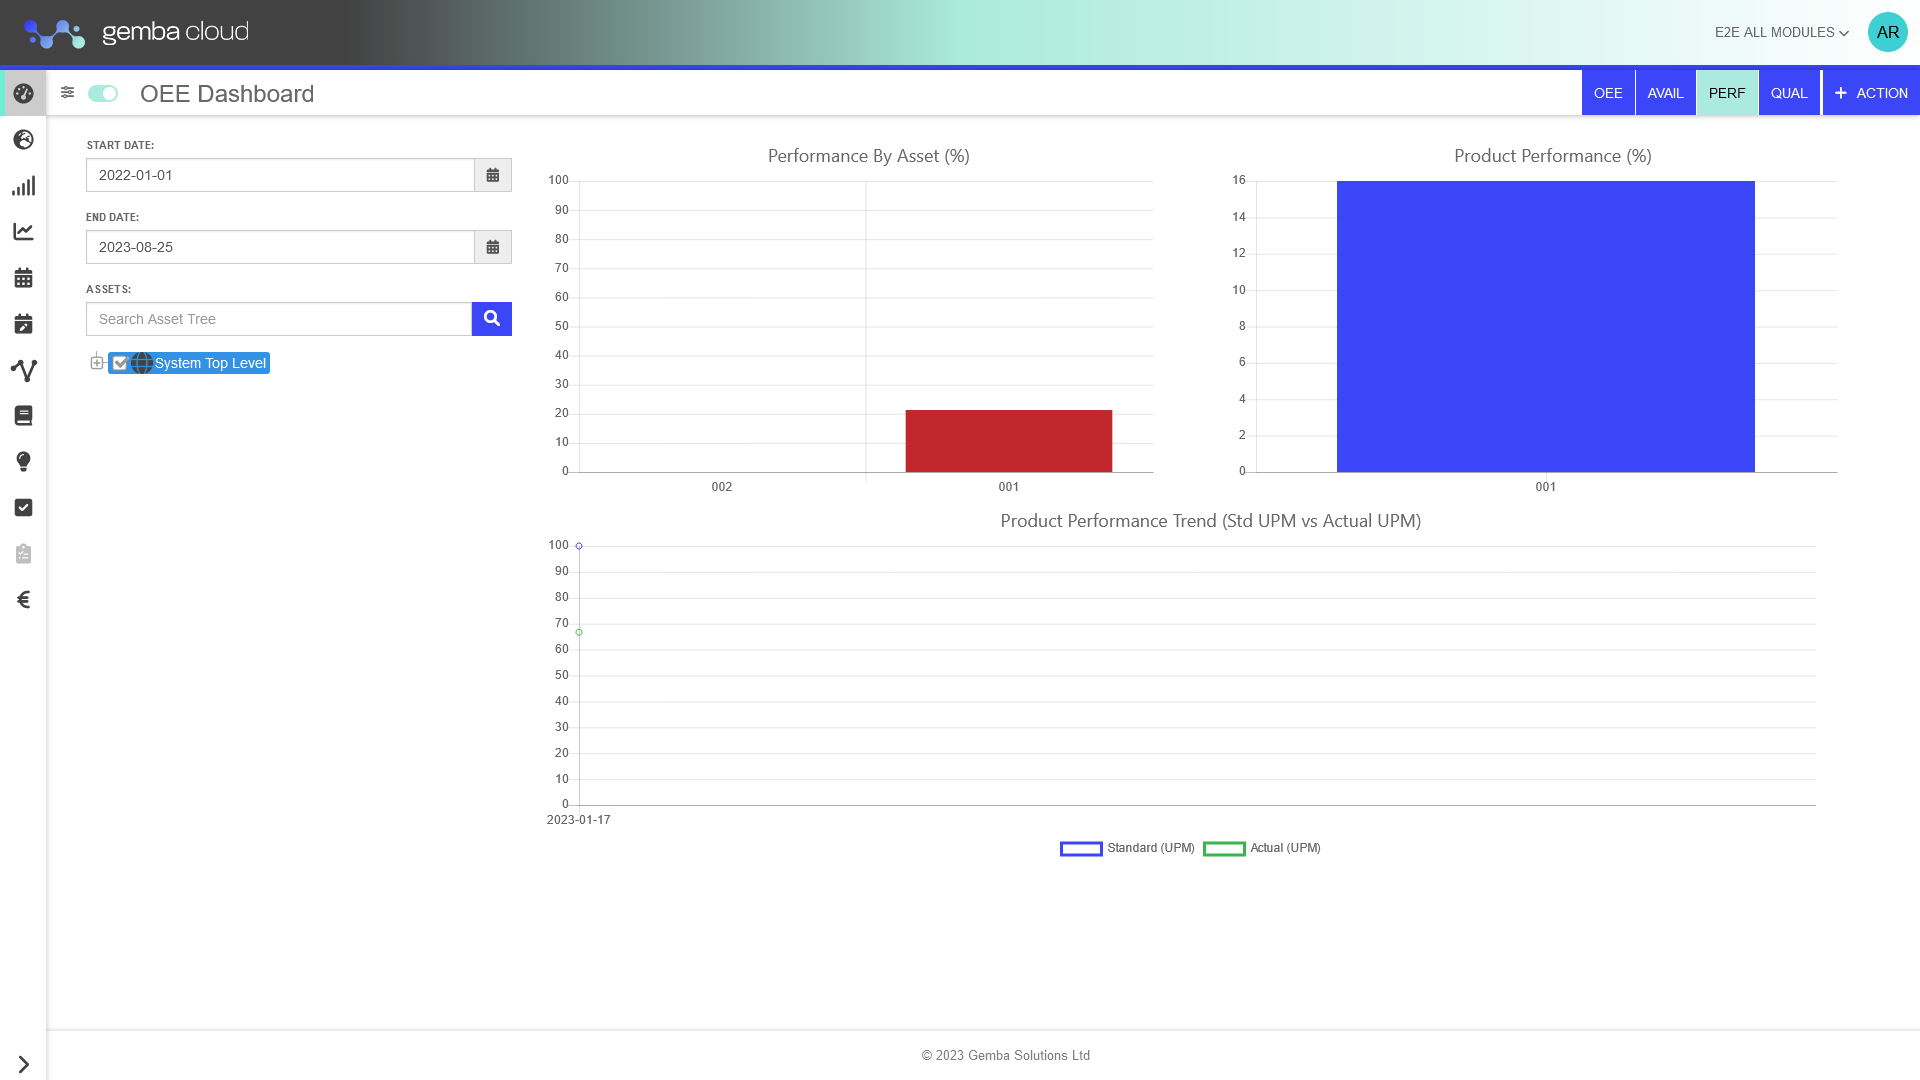 gemba cloud
E2E ALL MODULES
AR
OEE Dashboard
OEE
AVAIL
PERF
QUAL
+ ACTION
START DATE:
2022-01-01
END DATE:
2023-08-25
ASSETS:
Search Asset Tree
System Top Level
Performance By Asset (%)
100
90
80
70
60
50
40
30
20
10
0
002
001
Product Performance (%)
16
14
12
10
8
6
4
2
0
001
Product Performance Trend (Std UPM vs Actual UPM)
100
90
80
70
60
50
40
30
20
10
0
2023-01-17
Standard (UPM)
Actual (UPM)
© 2023 Gemba Solutions Ltd